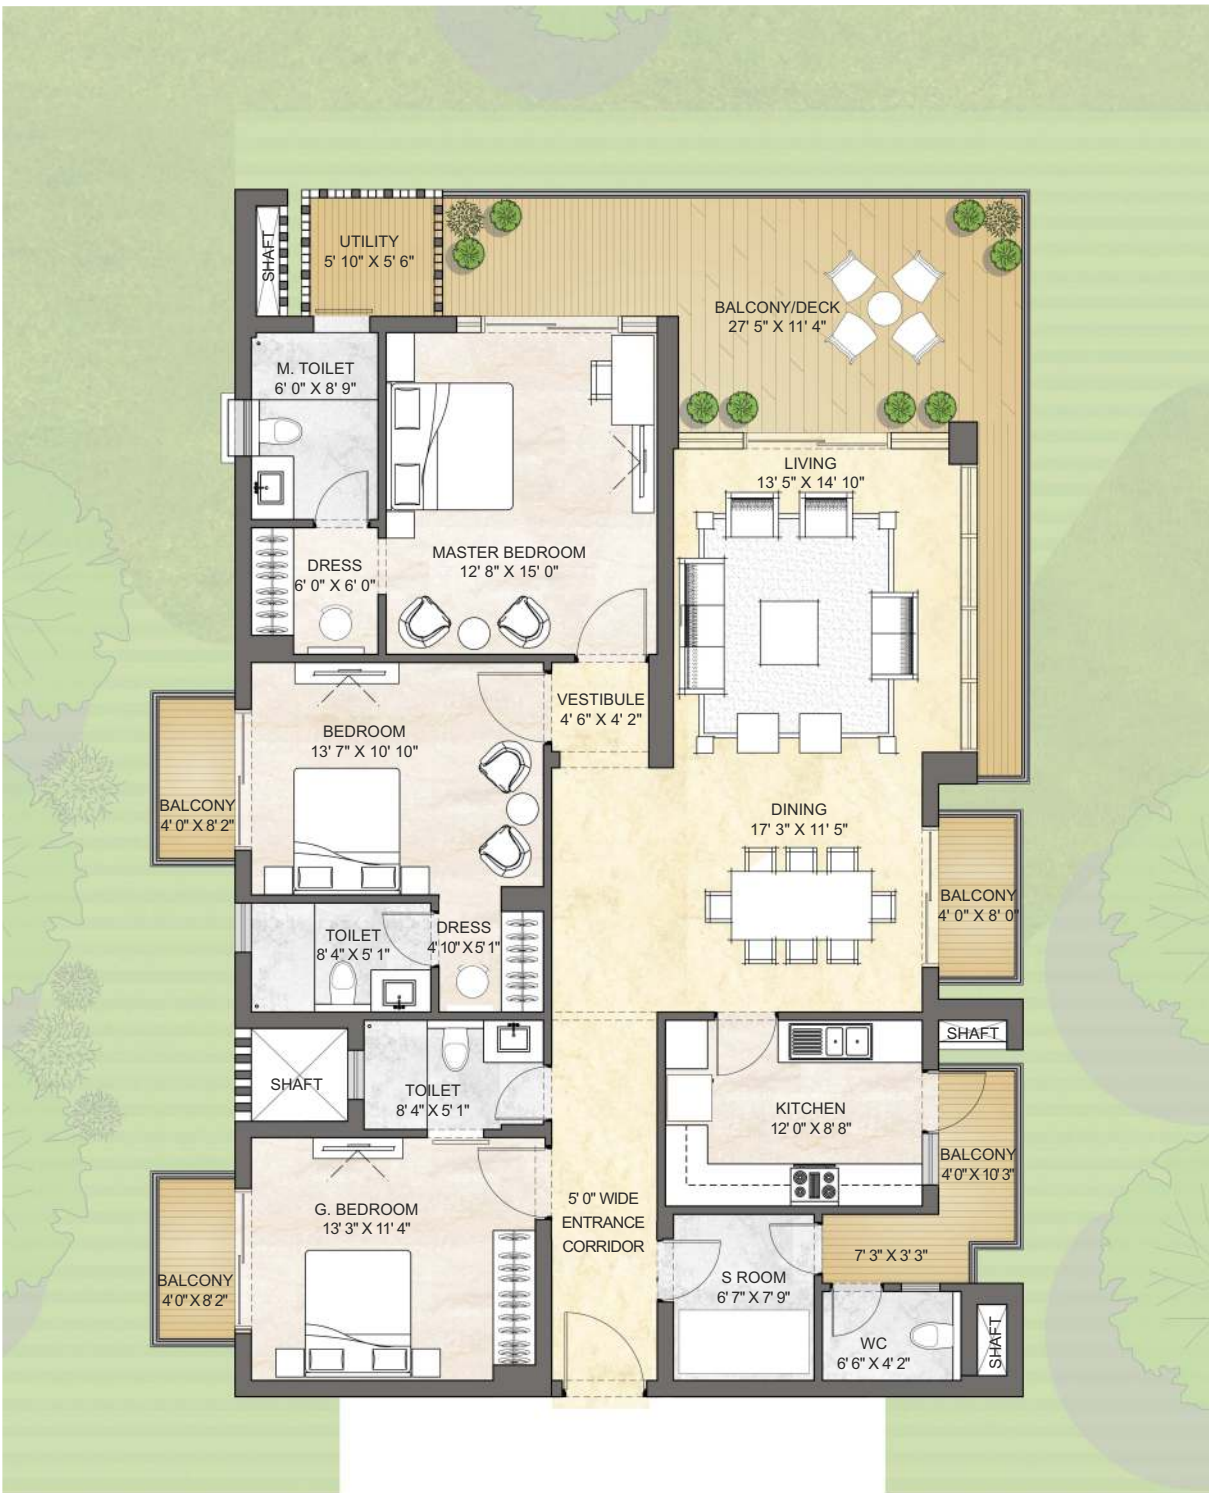 SHAFT
UTILITY
5' 10" X 5' 6"
BALCONY/DECK
27' 5" X 11' 4"
M. TOILET
6' 0" X 8' 9"
LIVING
13' 5" X 14' 10"
MASTER BEDROOM
12' 8" X 15' 0"
DRESS
6' 0" X 6' 0"
VESTIBULE
4' 6" X 4' 2"
BEDROOM
13' 7" X 10' 10"
BALCONY
4' 0" X 8' 2"
DINING
17' 3" X 11' 5"
BALCONY
4' 0" X 8' 0"
TOILET
8' 4" X 5' 1"
DRESS
4' 10" X 5' 1"
SHAFT
SHAFT
TOILET
8' 4" X 5' 1"
KITCHEN
12' 0" X 8' 8"
BALCONY
4' 0" X 10' 3"
G. BEDROOM
13' 3" X 11' 4"
5' 0" WIDE
ENTRANCE
CORRIDOR
BALCONY
4' 0" X 8' 2"
S ROOM
6' 7" X 7' 9"
7' 3" X 3' 3"
WC
6' 6" X 4' 2"
SHAFT